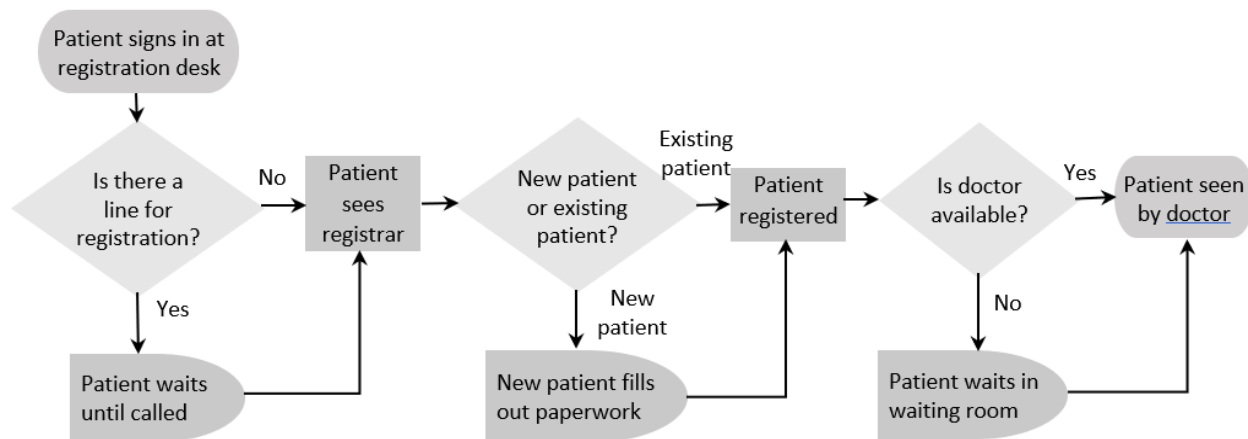 Patient signs in at
registration desk
Is there a
line for
registration?
No
Yes
Patient waits
until called
Patient
sees
registrar
New patient
or existing
patient?
Existing
patient
New
patient
New patient fills
out paperwork
Patient
registered
Is doctor
available?
Yes
No
Patient waits in
waiting room
Patient seen
by doctor